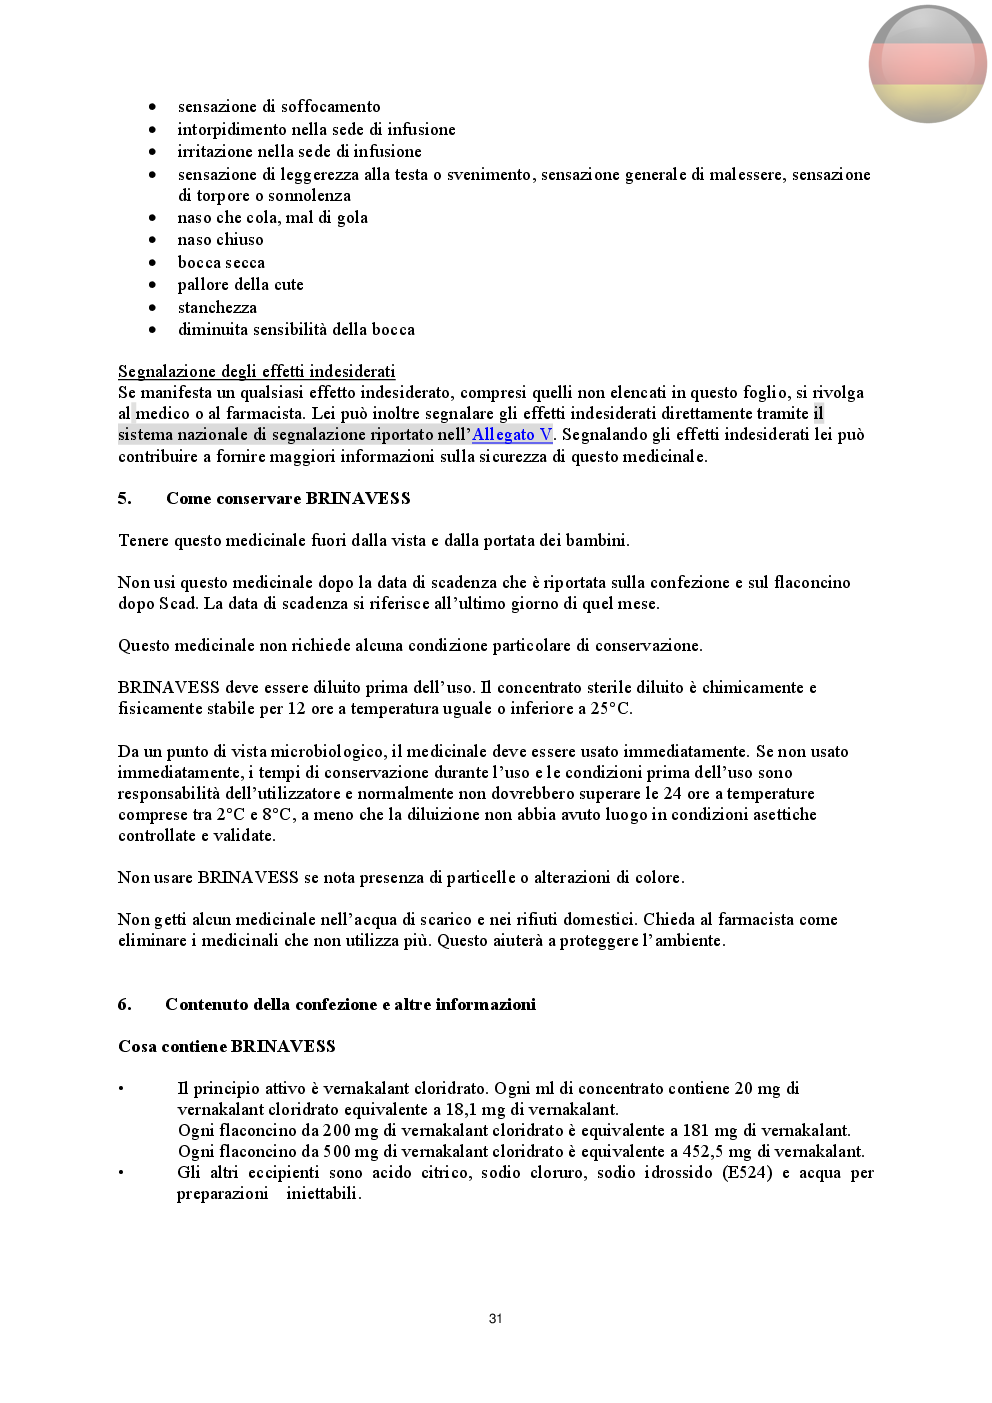 • sensazione di soffocamento
• intorpidimento nella sede di infusione
• irritazione nella sede di infusione
• sensazione di leggerezza alla testa o svenimento, sensazione generale di malessere, sensazione
di torpore o sonnolenza
• naso che cola, mal di gola
• naso chiuso
• bocca secca
• pallore della cute
• stanchezza
• diminuita sensibilità della bocca
Segnalazione degli effetti indesiderati
Se manifesta un qualsiasi effetto indesiderato, compresi quelli non elencati in questo foglio, si rivolga
al medico o al farmacista. Lei può inoltre segnalare gli effetti indesiderati direttamente tramite il
sistema nazionale di segnalazione riportato nell’Allegato V. Segnalando gli effetti indesiderati lei può
contribuire a fornire maggiori informazioni sulla sicurezza di questo medicinale.
5. Come conservare BRINAVESS
Tenere questo medicinale fuori dalla vista e dalla portata dei bambini.
Non usi questo medicinale dopo la data di scadenza che è riportata sulla confezione e sul flaconcino
dopo Scad. La data di scadenza si riferisce all’ultimo giorno di quel mese.
Questo medicinale non richiede alcuna condizione particolare di conservazione.
BRINAVESS deve essere diluito prima dell’uso. Il concentrato sterile diluito è chimicamente e
fisicamente stabile per 12 ore a temperatura uguale o inferiore a 25°C.
Da un punto di vista microbiologico, il medicinale deve essere usato immediatamente. Se non usato
immediatamente, i tempi di conservazione durante l’uso e le condizioni prima dell’uso sono
responsabilità dell’utilizzatore e normalmente non dovrebbero superare le 24 ore a temperature
comprese tra 2°C e 8°C, a meno che la diluizione non abbia avuto luogo in condizioni asettiche
controllate e validate.
Non usare BRINAVESS se nota presenza di particelle o alterazioni di colore.
Non getti alcun medicinale nell’acqua di scarico e nei rifiuti domestici. Chieda al farmacista come
eliminare i medicinali che non utilizza più. Questo aiuterà a proteggere l’ambiente.
6. Contenuto della confezione e altre informazioni
Cosa contiene BRINAVESS
• Il principio attivo è vernakalant cloridrato. Ogni ml di concentrato contiene 20 mg di
vernakalant cloridrato equivalente a 18,1 mg di vernakalant.
Ogni flaconcino da 200 mg di vernakalant cloridrato è equivalente a 181 mg di vernakalant.
Ogni flaconcino da 500 mg di vernakalant cloridrato è equivalente a 452,5 mg di vernakalant.
• Gli altri eccipienti sono acido citrico, sodio cloruro, sodio idrossido (E524) e acqua per
preparazioni iniettabili.
31